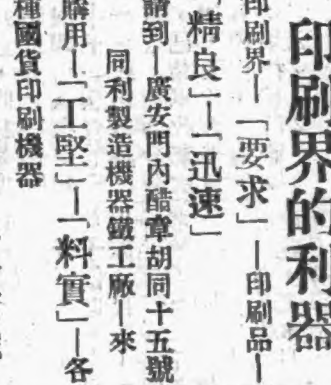 印刷界的利器
印刷界—「要求」—印刷品—
「精良」—「迅速」
請到—廣安門內醋章胡同十五號
同利製造機器鐵工廠—來
購用—「工堅」—「料實」—各
種國貨印刷機器